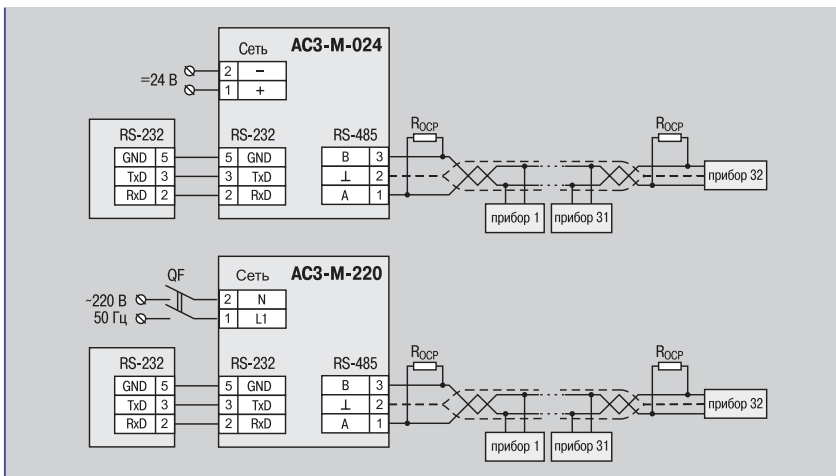 Сеть АС3-М-024
=24 В
2 –
1 +
RS-232 RS-232 RS-485
GND 5 5 GND B 3
TxD 3 3 TxD ⊥ 2
RxD 2 2 RxD A 1
RОСР RОСР
прибор 1 прибор 31 прибор 32
QF Сеть АС3-М-220
~220 В
50 Гц
2 N
1 L1
RS-232 RS-232 RS-485
GND 5 5 GND B 3
TxD 3 3 TxD ⊥ 2
RxD 2 2 RxD A 1
RОСР RОСР
прибор 1 прибор 31 прибор 32